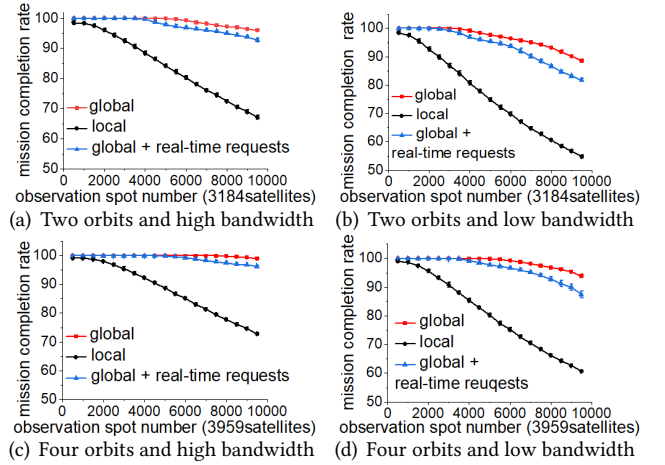 mission completion rate
100
90
80
70
60
50
global
local
global + real-time requests
0 2000 4000 6000 8000 10000
observation spot number (3184satellites)
(a) Two orbits and high bandwidth
mission completion rate
100
90
80
70
60
50
global
local
global +
real-time requests
0 2000 4000 6000 8000 10000
observation spot number (3184satellites)
(b) Two orbits and low bandwidth
mission completion rate
100
90
80
70
60
50
global
local
global + real-time requests
0 2000 4000 6000 8000 10000
observation spot number (3959satellites)
(c) Four orbits and high bandwidth
mission completion rate
100
90
80
70
60
50
global
local
global +
real-time reuqests
0 2000 4000 6000 8000 10000
observation spot number (3959satellites)
(d) Four orbits and low bandwidth